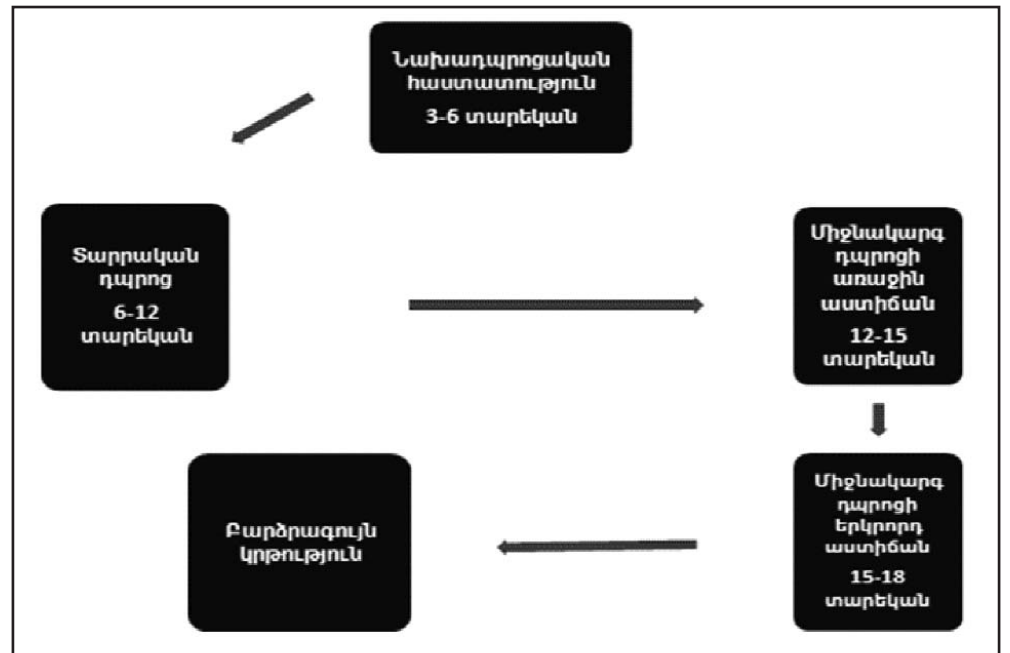 Նախադպրոցական
հաստատություն
3-6 տարեկան
Տարրական
դպրոց
6-12
տարեկան
Միջնակարգ
դպրոցի
առաջին
աստիճան
12-15
տարեկան
Միջնակարգ
դպրոցի
երկրորդ
աստիճան
15-18
տարեկան
Բարձրագույն
կրթություն